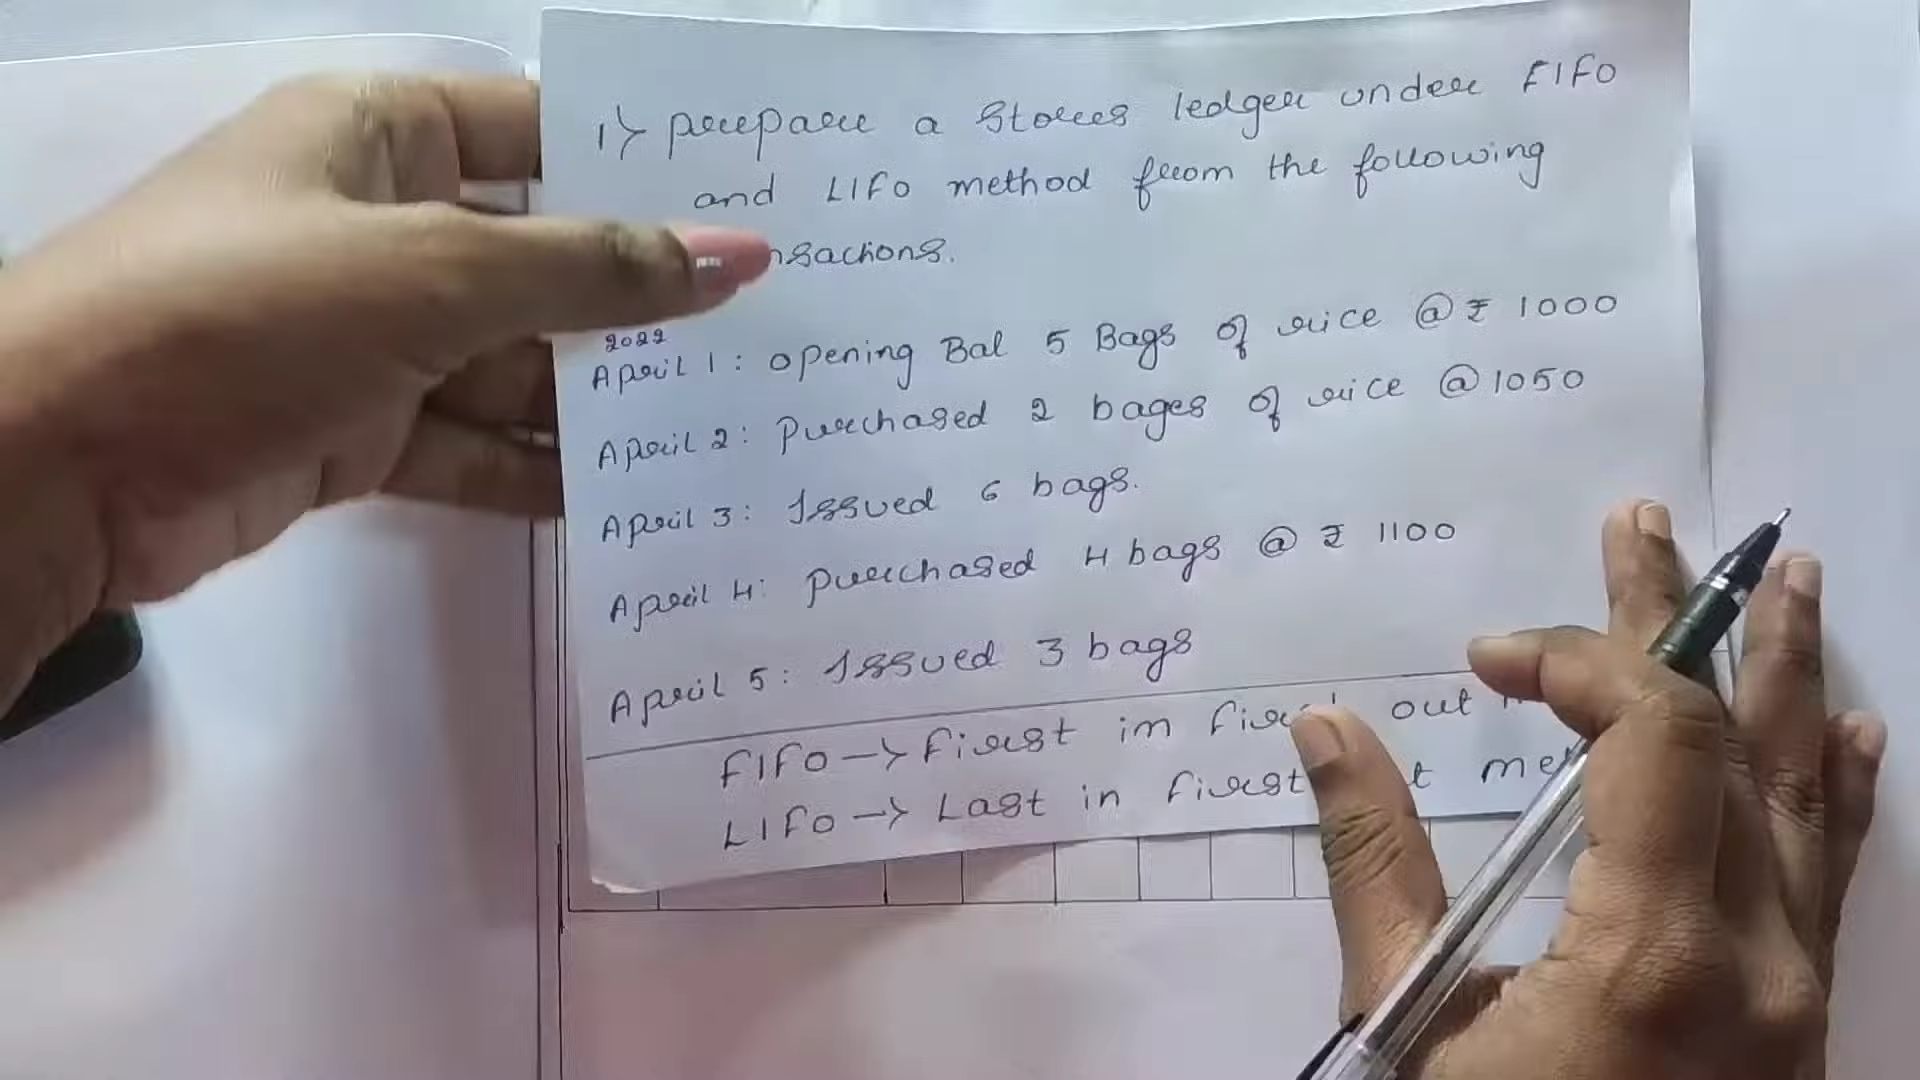 1) prepare a stores ledger under FIFO
and LIFO method from the following
nsactions.
2022
April 1: opening Bal 5 Bags of rice @ ₹ 1000
April 2: purchased 2 bages of rice @ 1050
April 3: Issued 6 bags.
April 4: purchased 4 bags @ ₹ 1100
April 5: Issued 3 bags
FIFO -> First in first out
LIFO -> Last in first